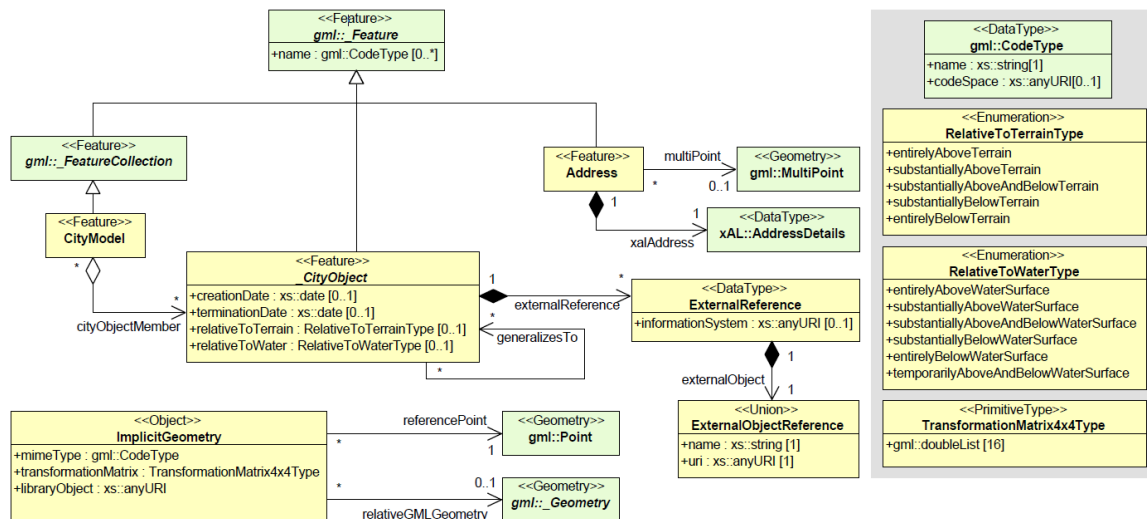 <<Feature>>
gml::_Feature
+name : gml::CodeType [0..*]
<<Feature>>
gml::_FeatureCollection
<<Feature>>
CityModel
*
*
cityObjectMember
<<Feature>>
Address
multiPoint
*
0..1
<<Geometry>>
gml::MultiPoint
1
1
xalAddress
<<DataType>>
xAL::AddressDetails
<<Feature>>
_CityObject
+creationDate : xs::date [0..1]
+terminationDate : xs::date [0..1]
+relativeToTerrain : RelativeToTerrainType [0..1]
+relativeToWater : RelativeToWaterType [0..1]
1
*
externalReference
*
generalizesTo
*
<<DataType>>
ExternalReference
+informationSystem : xs::anyURI [0..1]
1
externalObject
1
<<Union>>
ExternalObjectReference
+name : xs::string [1]
+uri : xs::anyURI [1]
<<Object>>
ImplicitGeometry
+mimeType : gml::CodeType
+transformationMatrix : TransformationMatrix4x4Type
+libraryObject : xs::anyURI
referencePoint
*
1
<<Geometry>>
gml::Point
*
0..1
relativeGMLGeometry
<<Geometry>>
gml::_Geometry
<<DataType>>
gml::CodeType
+name : xs::string[1]
+codeSpace : xs::anyURI[0..1]
<<Enumeration>>
RelativeToTerrainType
+entirelyAboveTerrain
+substantiallyAboveTerrain
+substantiallyAboveAndBelowTerrain
+substantiallyBelowTerrain
+entirelyBelowTerrain
<<Enumeration>>
RelativeToWaterType
+entirelyAboveWaterSurface
+substantiallyAboveWaterSurface
+substantiallyAboveAndBelowWaterSurface
+substantiallyBelowWaterSurface
+entirelyBelowWaterSurface
+temporarilyAboveAndBelowWaterSurface
<<PrimitiveType>>
TransformationMatrix4x4Type
+gml::doubleList [16]